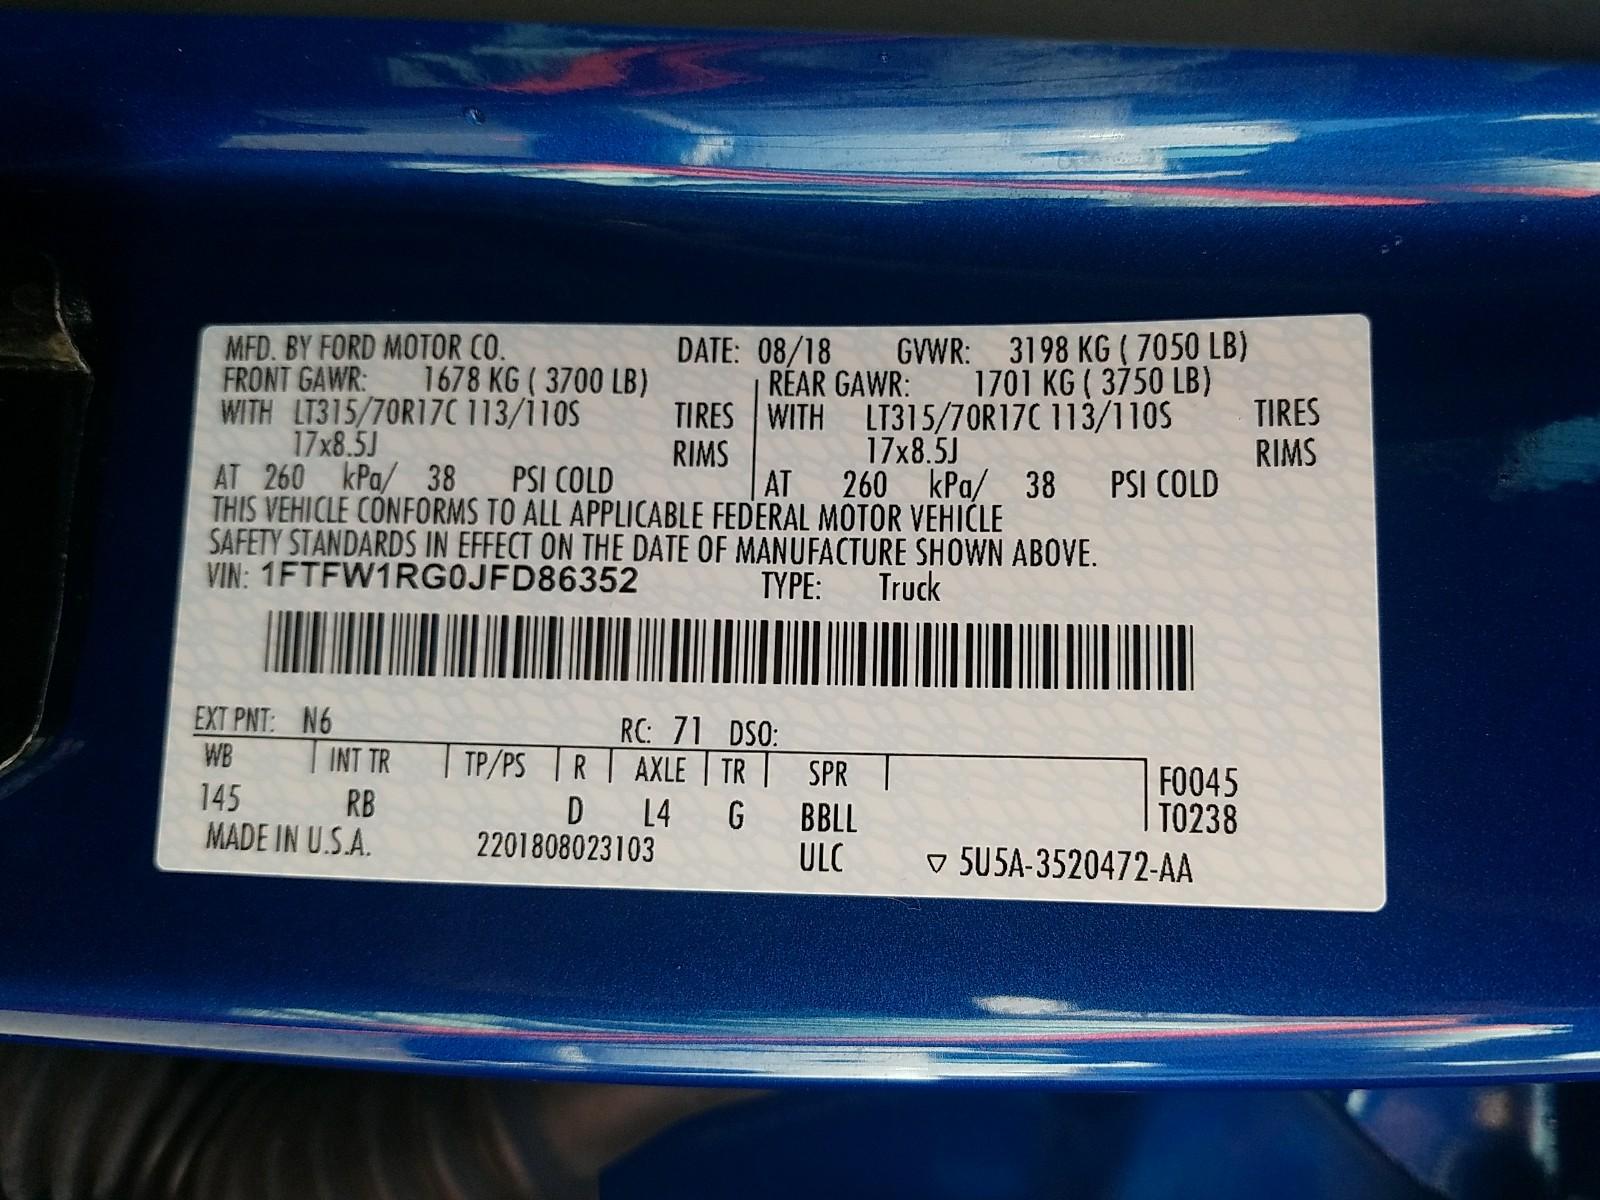 MFD. BY FORD MOTOR CO. DATE: 08/18 GVWR: 3198 KG ( 7050 LB)
FRONT GAWR: 1678 KG ( 3700 LB) REAR GAWR: 1701 KG ( 3750 LB)
WITH LT315/70R17C 113/110S TIRES WITH LT315/70R17C 113/110S TIRES
17x8.5J RIMS 17x8.5J RIMS
AT 260 kPa/ 38 PSI COLD AT 260 kPa/ 38 PSI COLD
THIS VEHICLE CONFORMS TO ALL APPLICABLE FEDERAL MOTOR VEHICLE
SAFETY STANDARDS IN EFFECT ON THE DATE OF MANUFACTURE SHOWN ABOVE.
VIN: 1FTFW1RG0JFD86352 TYPE: Truck
EXT PNT: N6 RC: 71 DSO:
WB INT TR TP/PS R AXLE TR SPR F0045
145 RB D L4 G BBLL T0238
MADE IN U.S.A. 2201808023103 ULC ▽ 5U5A-3520472-AA